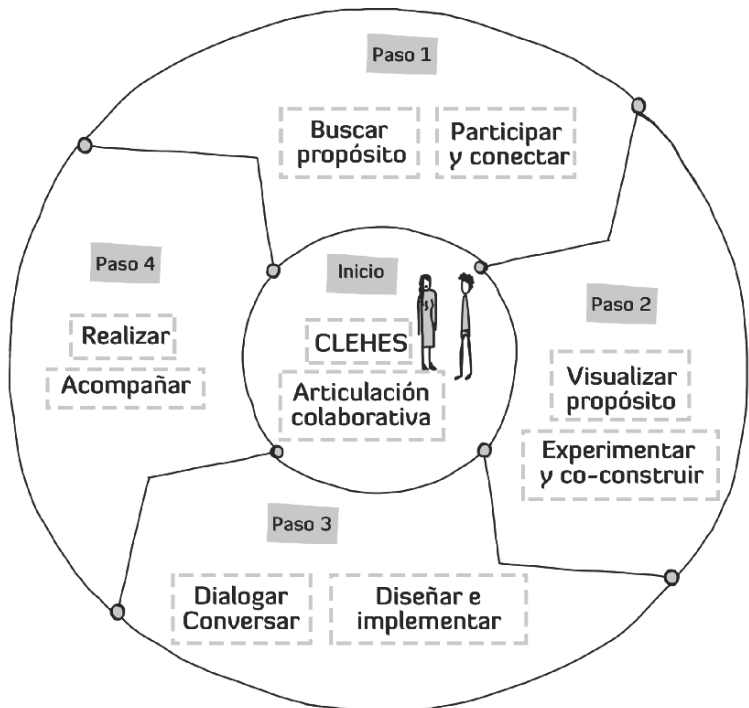 Paso 1
Buscar
propósito
Participar
y conectar
Paso 4
Realizar
Acompañar
Inicio
CLEHES
Articulación
colaborativa
Paso 2
Visualizar
propósito
Experimentar
y co-construir
Paso 3
Dialogar
Conversar
Diseñar e
implementar